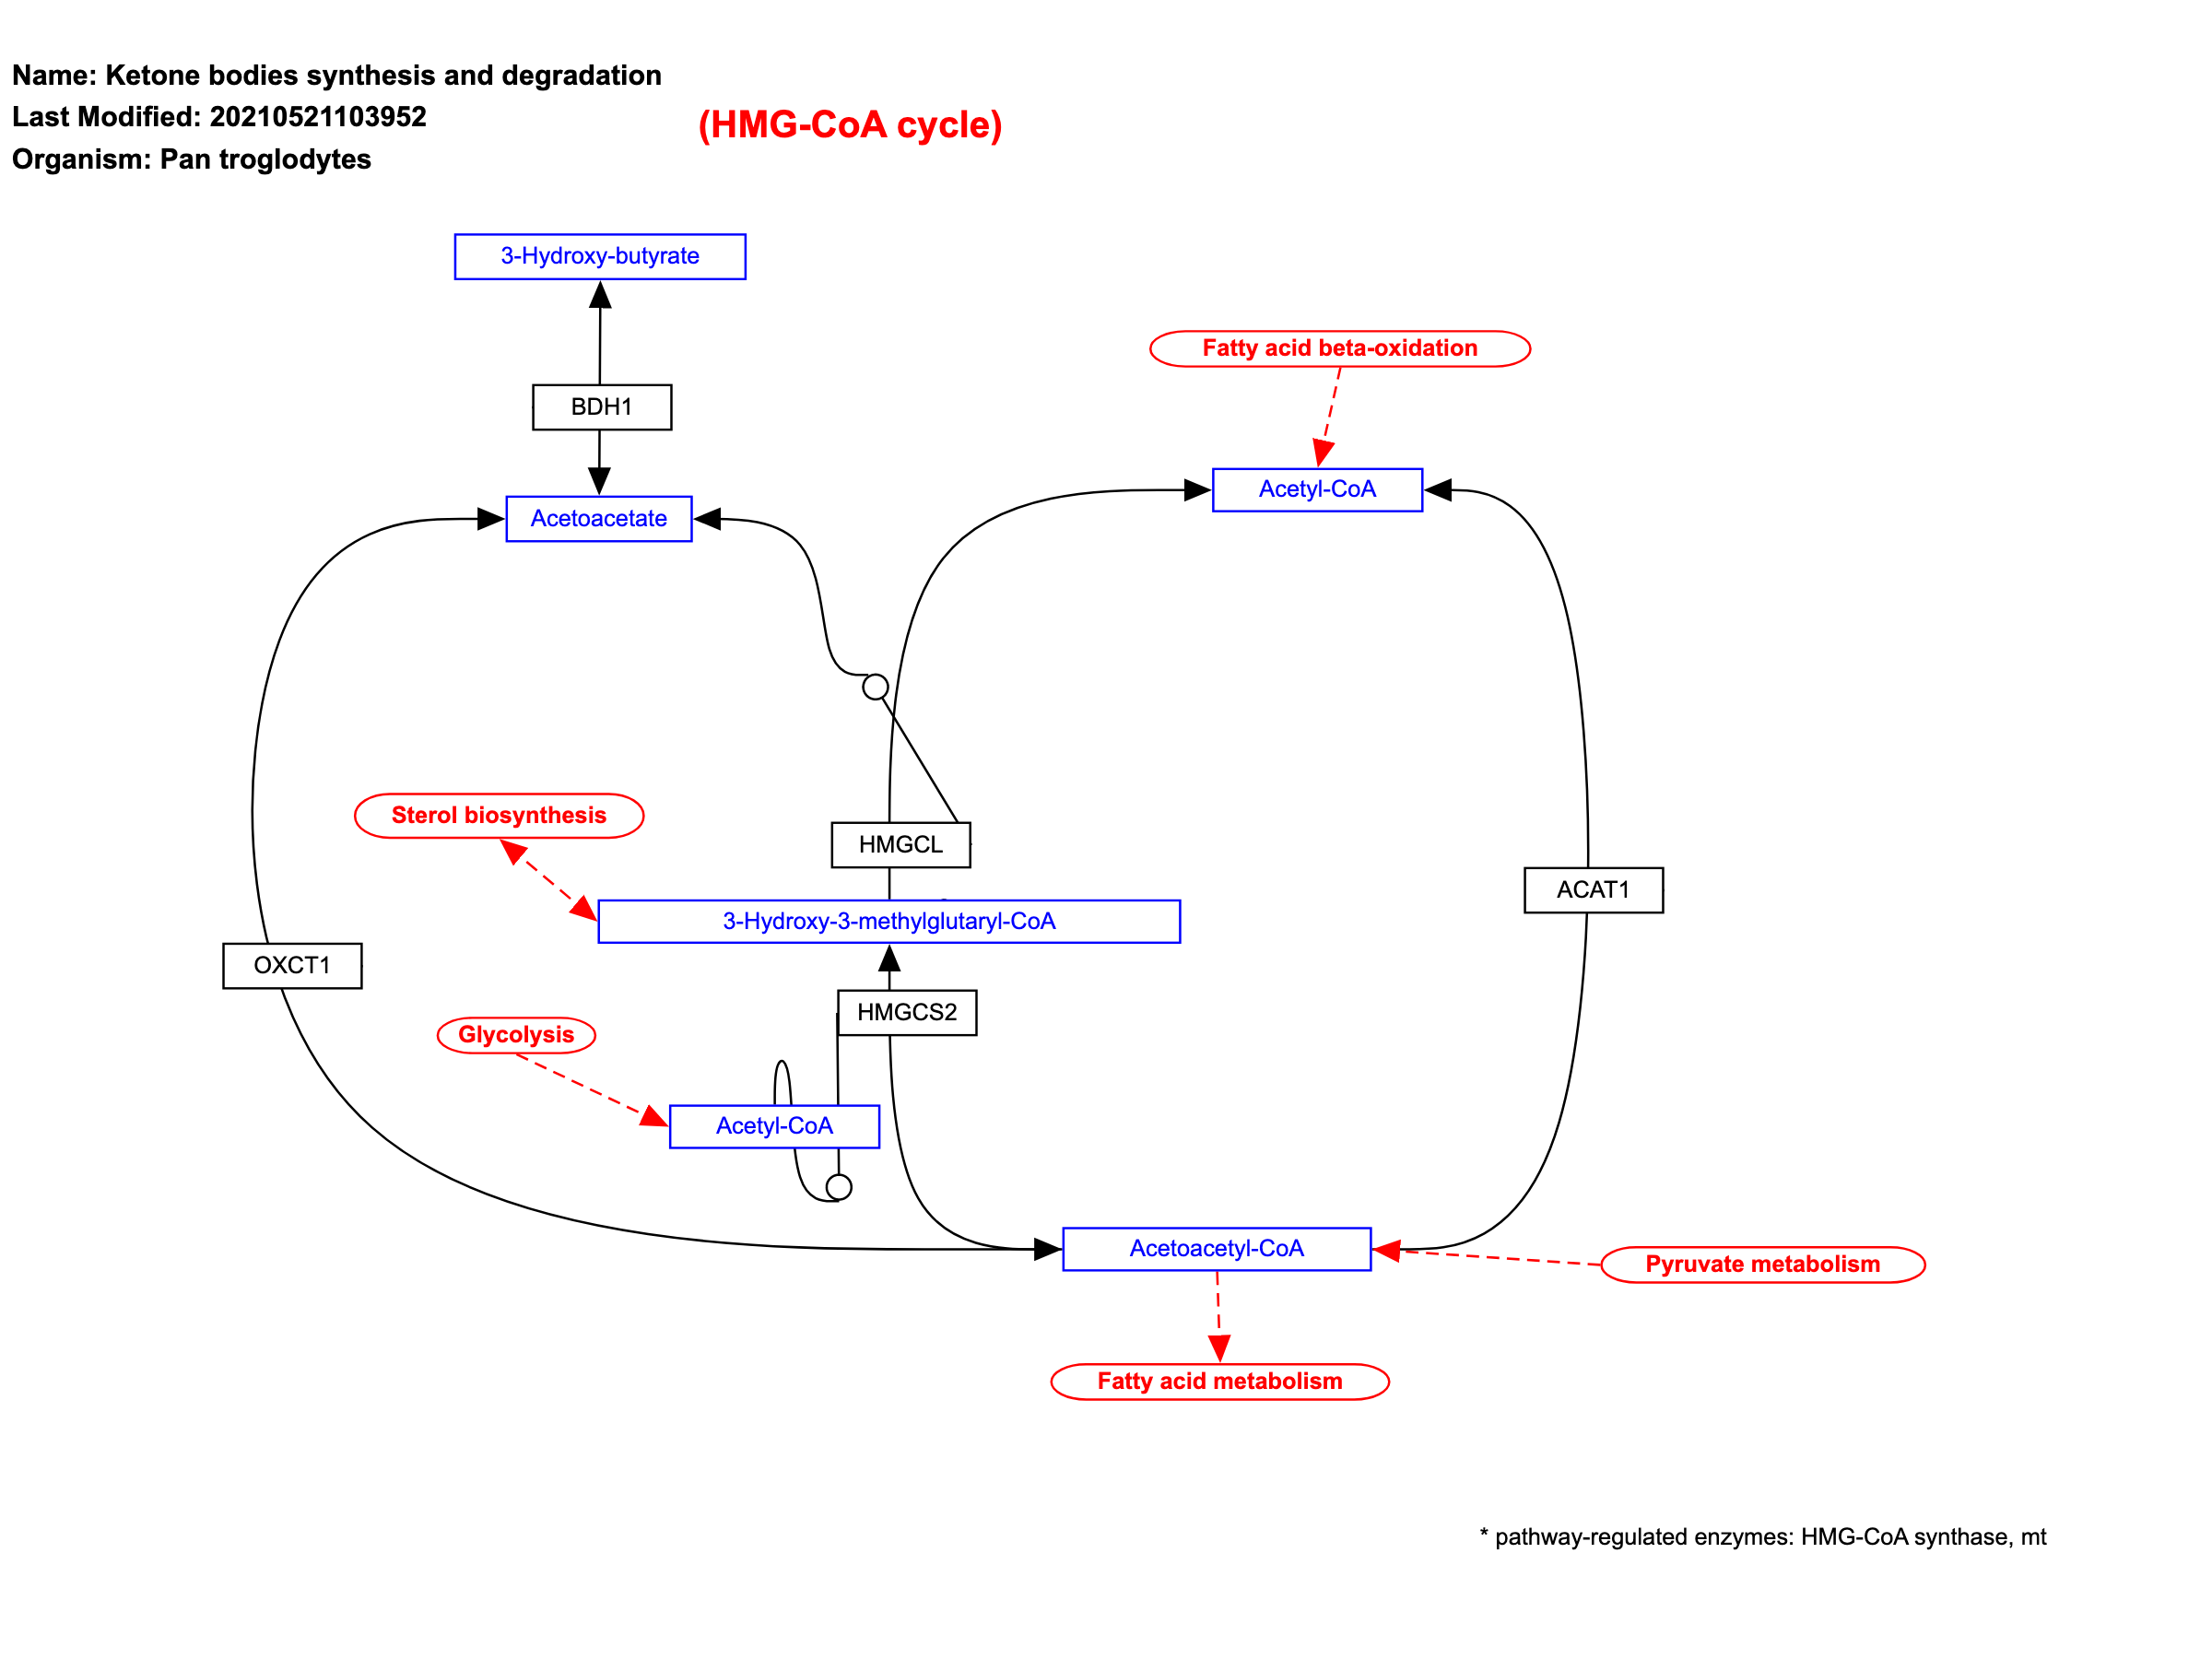 Name: Ketone bodies synthesis and degradation
Last Modified: 20210521103952
Organism: Pan troglodytes
(HMG-CoA cycle)
3-Hydroxy-butyrate
Fatty acid beta-oxidation
BDH1
Acetyl-CoA
Acetoacetate
Sterol biosynthesis
HMGCL
ACAT1
3-Hydroxy-3-methylglutaryl-CoA
OXCT1
HMGCS2
Glycolysis
Acetyl-CoA
Acetoacetyl-CoA
Pyruvate metabolism
Fatty acid metabolism
* pathway-regulated enzymes: HMG-CoA synthase, mt